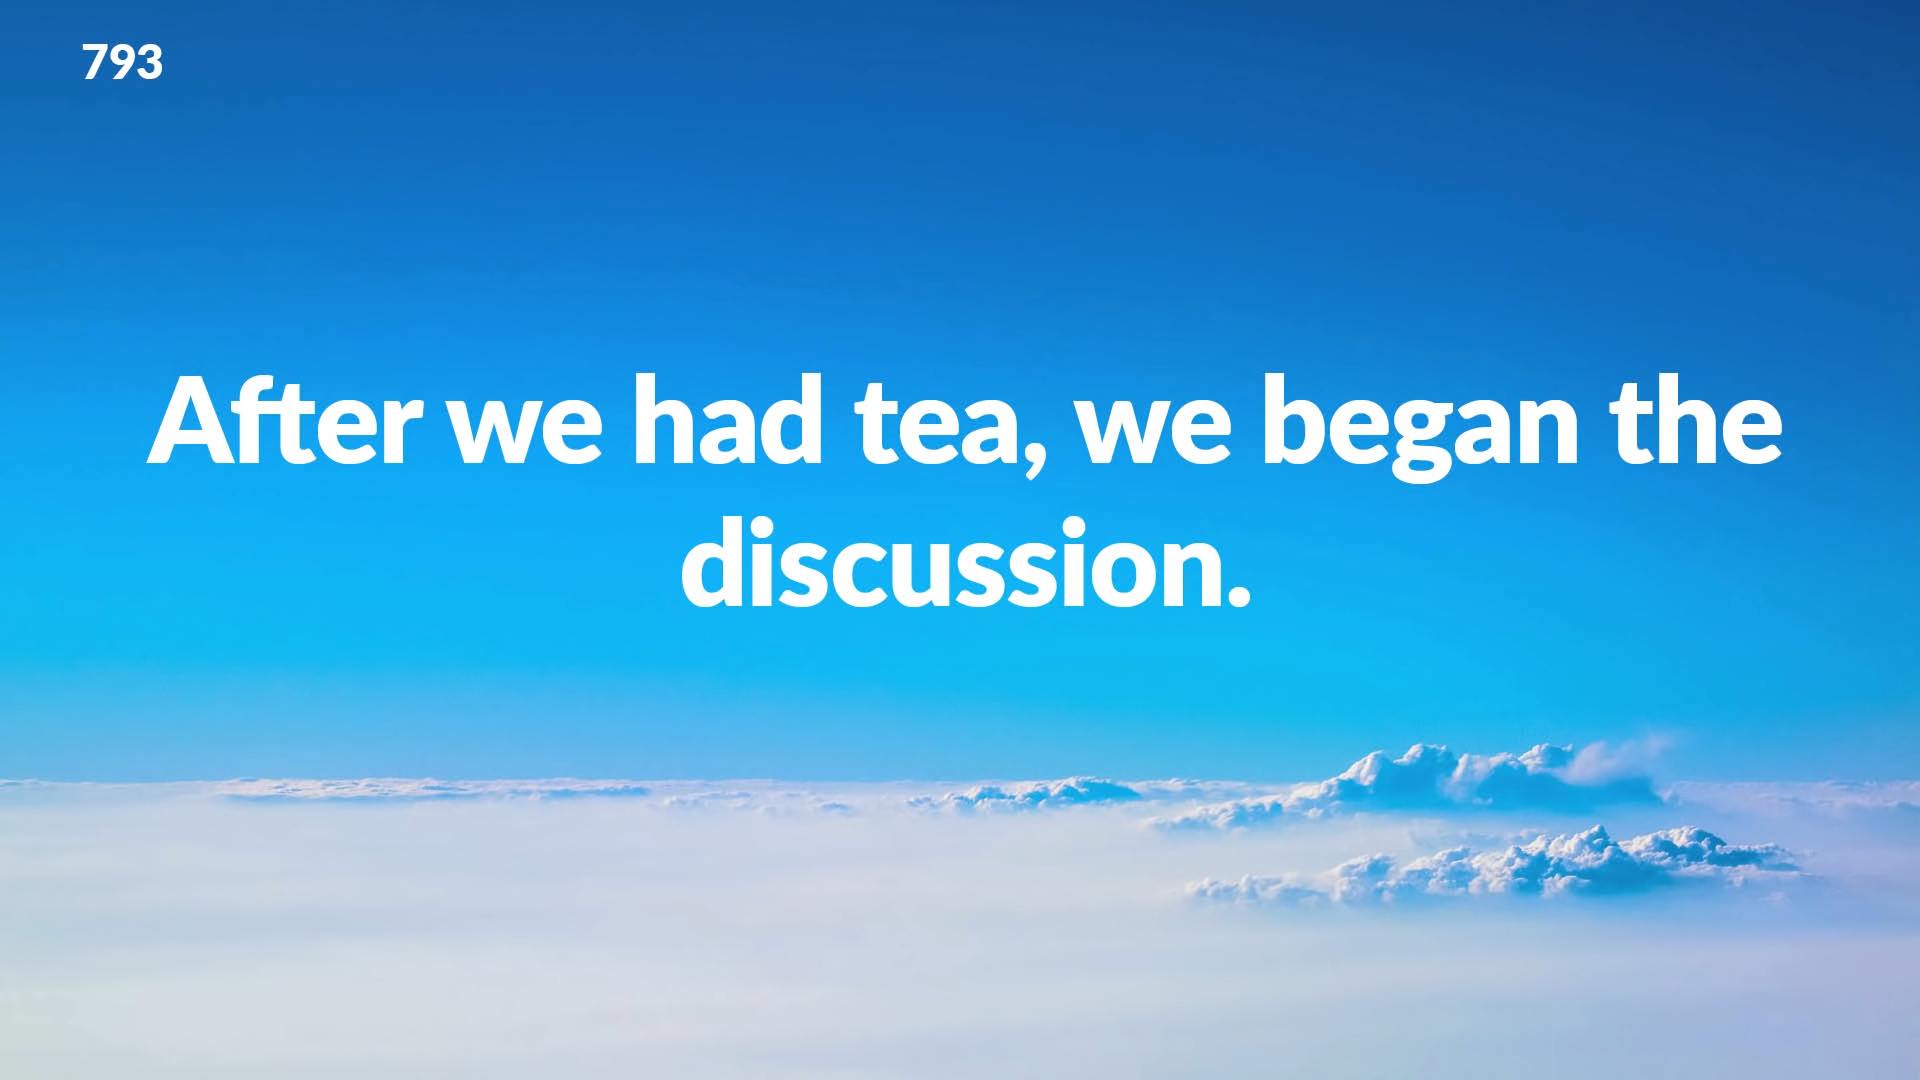 793
After we had tea, we began the
discussion.